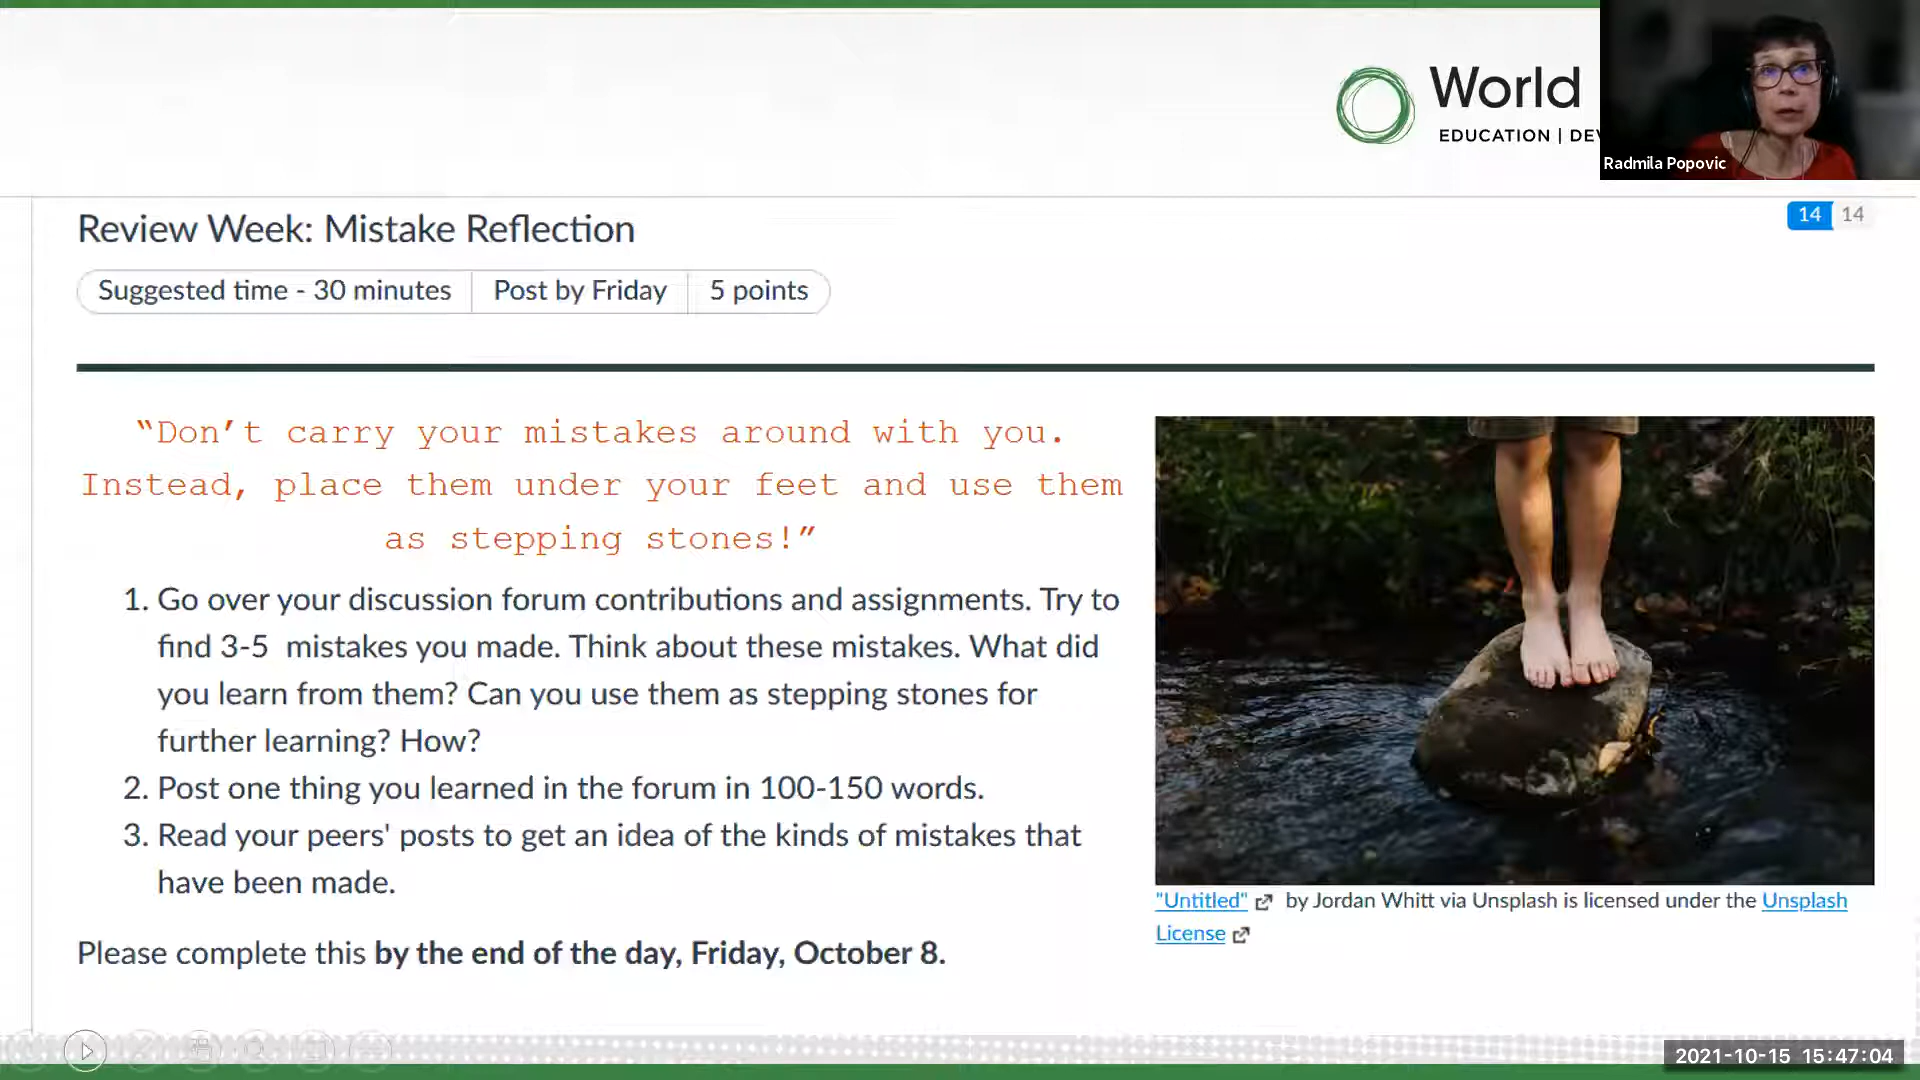 World
EDUCATION | DEV
Radmila Popovic
14 14
Review Week: Mistake Reflection
Suggested time - 30 minutes Post by Friday 5 points
“Don’t carry your mistakes around with you.
Instead, place them under your feet and use them
as stepping stones!”
1. Go over your discussion forum contributions and assignments. Try to
find 3-5 mistakes you made. Think about these mistakes. What did
you learn from them? Can you use them as stepping stones for
further learning? How?
2. Post one thing you learned in the forum in 100-150 words.
3. Read your peers' posts to get an idea of the kinds of mistakes that
have been made.
Please complete this by the end of the day, Friday, October 8.
"Untitled" by Jordan Whitt via Unsplash is licensed under the Unsplash
License
2021-10-15 15:47:04